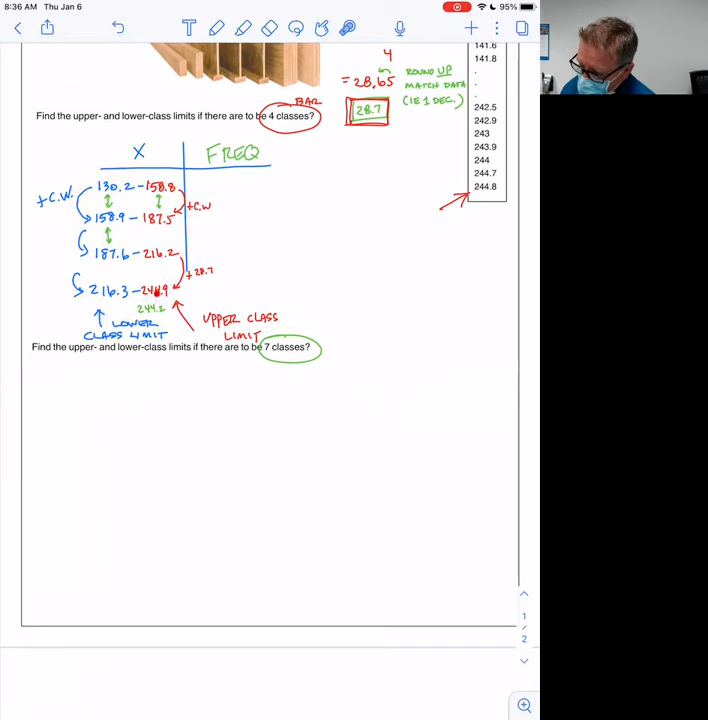 8:36 AM Thu Jan 6
95%
4
= 28.65
ROUND UP
MATCH DATA
(IE 1 DEC.)
28.7
141.6
141.8
.
.
.
242.5
242.9
243
243.9
244
244.7
244.8
BAR
Find the upper- and lower-class limits if there are to be 4 classes?
X FREQ
130.2 - 158.8
+C.W.
+C.W
158.9 - 187.5
187.6 - 216.2
+28.7
216.3 - 244.9
244.2
LOWER
CLASS LIMIT
UPPER CLASS
LIMIT
Find the upper- and lower-class limits if there are to be 7 classes?
1
/
2